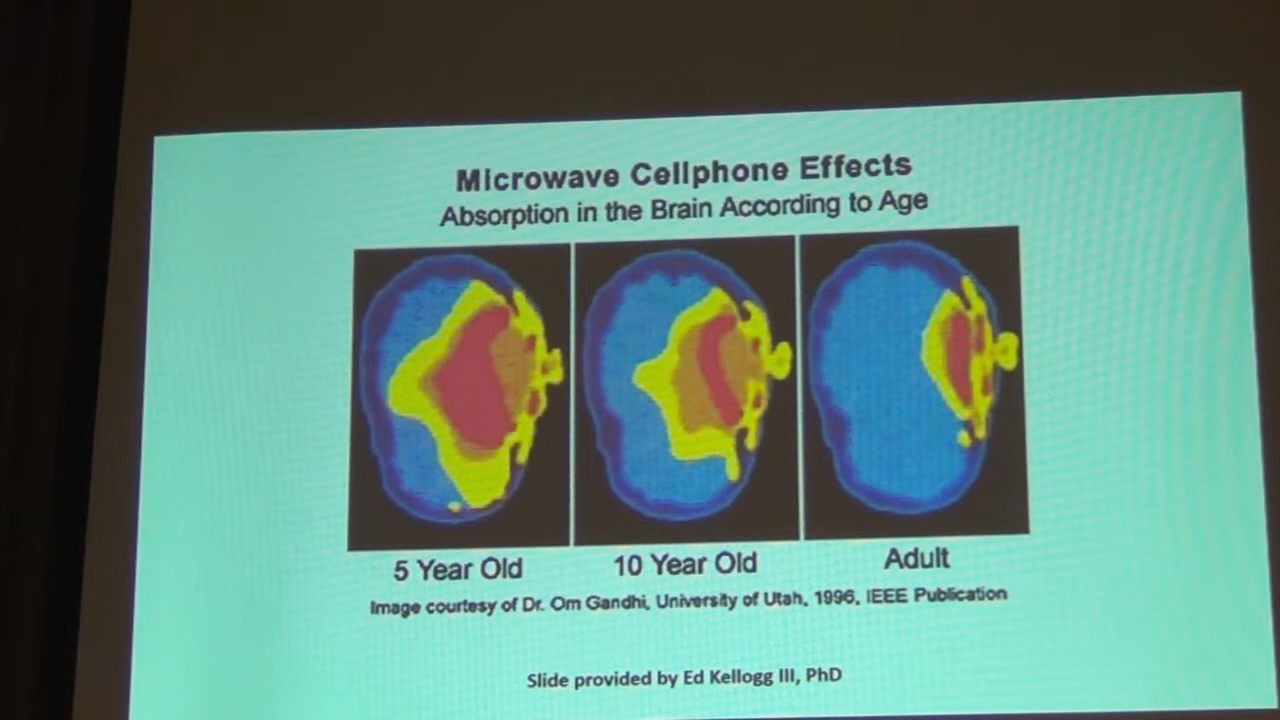 Microwave Cellphone Effects
Absorption in the Brain According to Age
5 Year Old
10 Year Old
Adult
Image courtesy of Dr. Om Gandhi, University of Utah, 1996, IEEE Publication
Slide provided by Ed Kellogg III, PhD